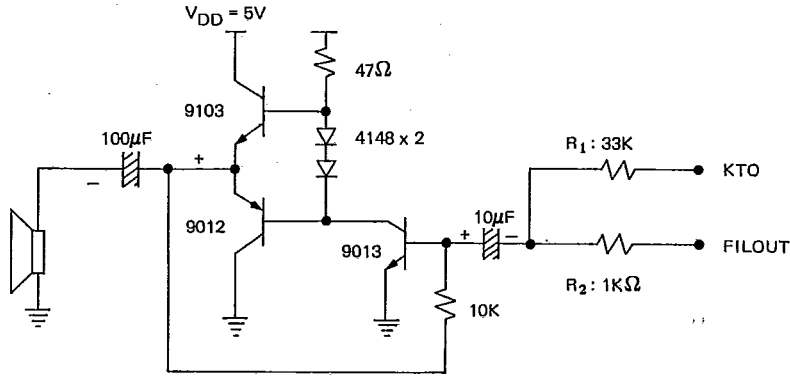 VDD = 5V
47Ω
9103
4148 x 2
100μF
+
−
R1 : 33K
KTO
9012
10μF
+
−
9013
FILOUT
R2 : 1KΩ
10K